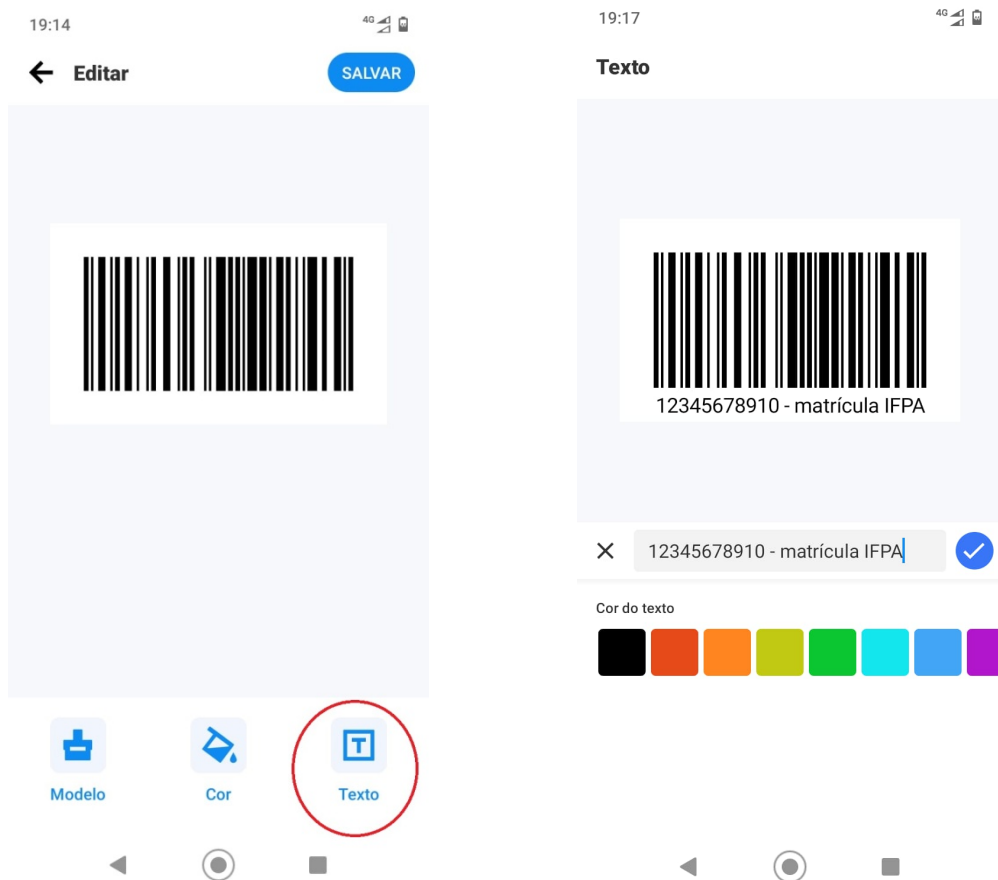 19:14
4G
Editar
SALVAR
Modelo
Cor
T
Texto
19:17
4G
Texto
12345678910 - matrícula IFPA
12345678910 - matrícula IFPA
Cor do texto